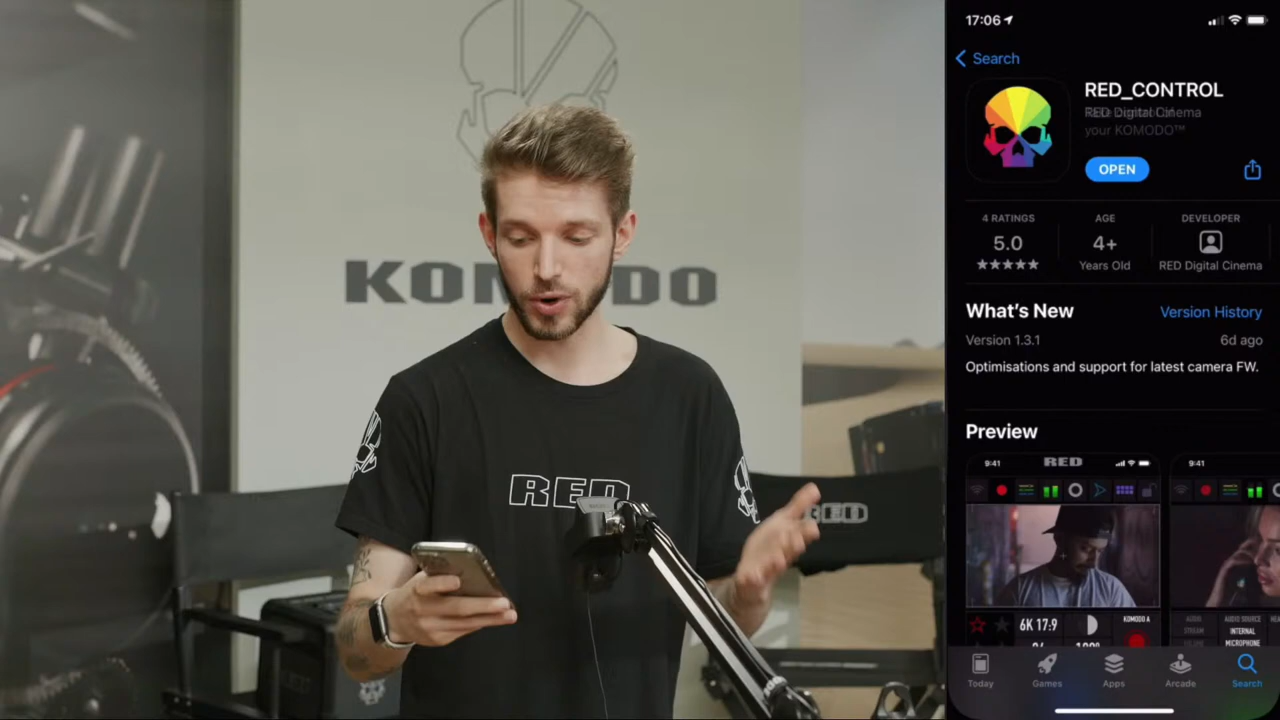 KOMODO
RED
RED
17:06
Search
RED_CONTROL
RED Digital Cinema
your KOMODO™
OPEN
4 RATINGS
5.0
★★★★★
AGE
4+
Years Old
DEVELOPER
RED Digital Cinema
What's New
Version History
Version 1.3.1
6d ago
Optimisations and support for latest camera FW.
Preview
9:41
RED
9:41
6K 17.9
KOMODO A
AUDIO
STREAM
AUDIO SOURCE
INTERNAL
MICROPHONE
Today
Games
Apps
Arcade
Search